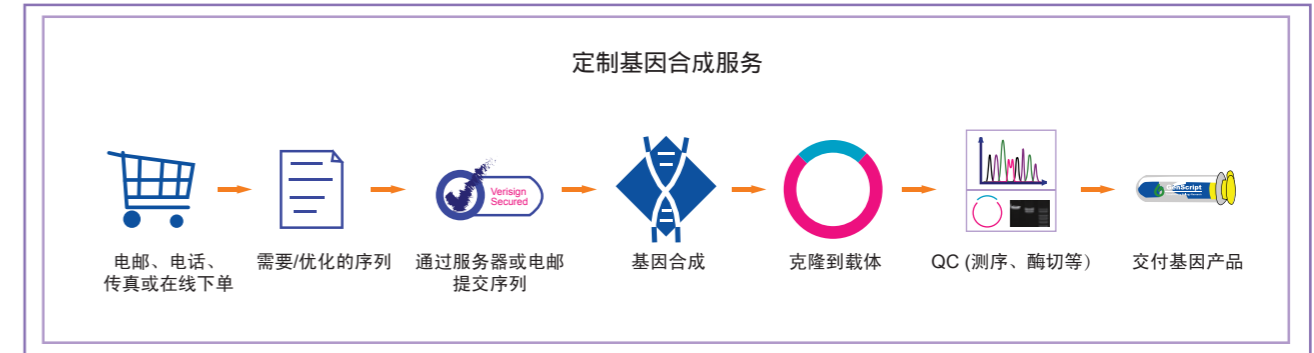 定制基因合成服务
Verisign
Secured
GenScript
电邮、电话、
传真或在线下单
需要/优化的序列
通过服务器或电邮
提交序列
基因合成
克隆到载体
QC (测序、酶切等）
交付基因产品